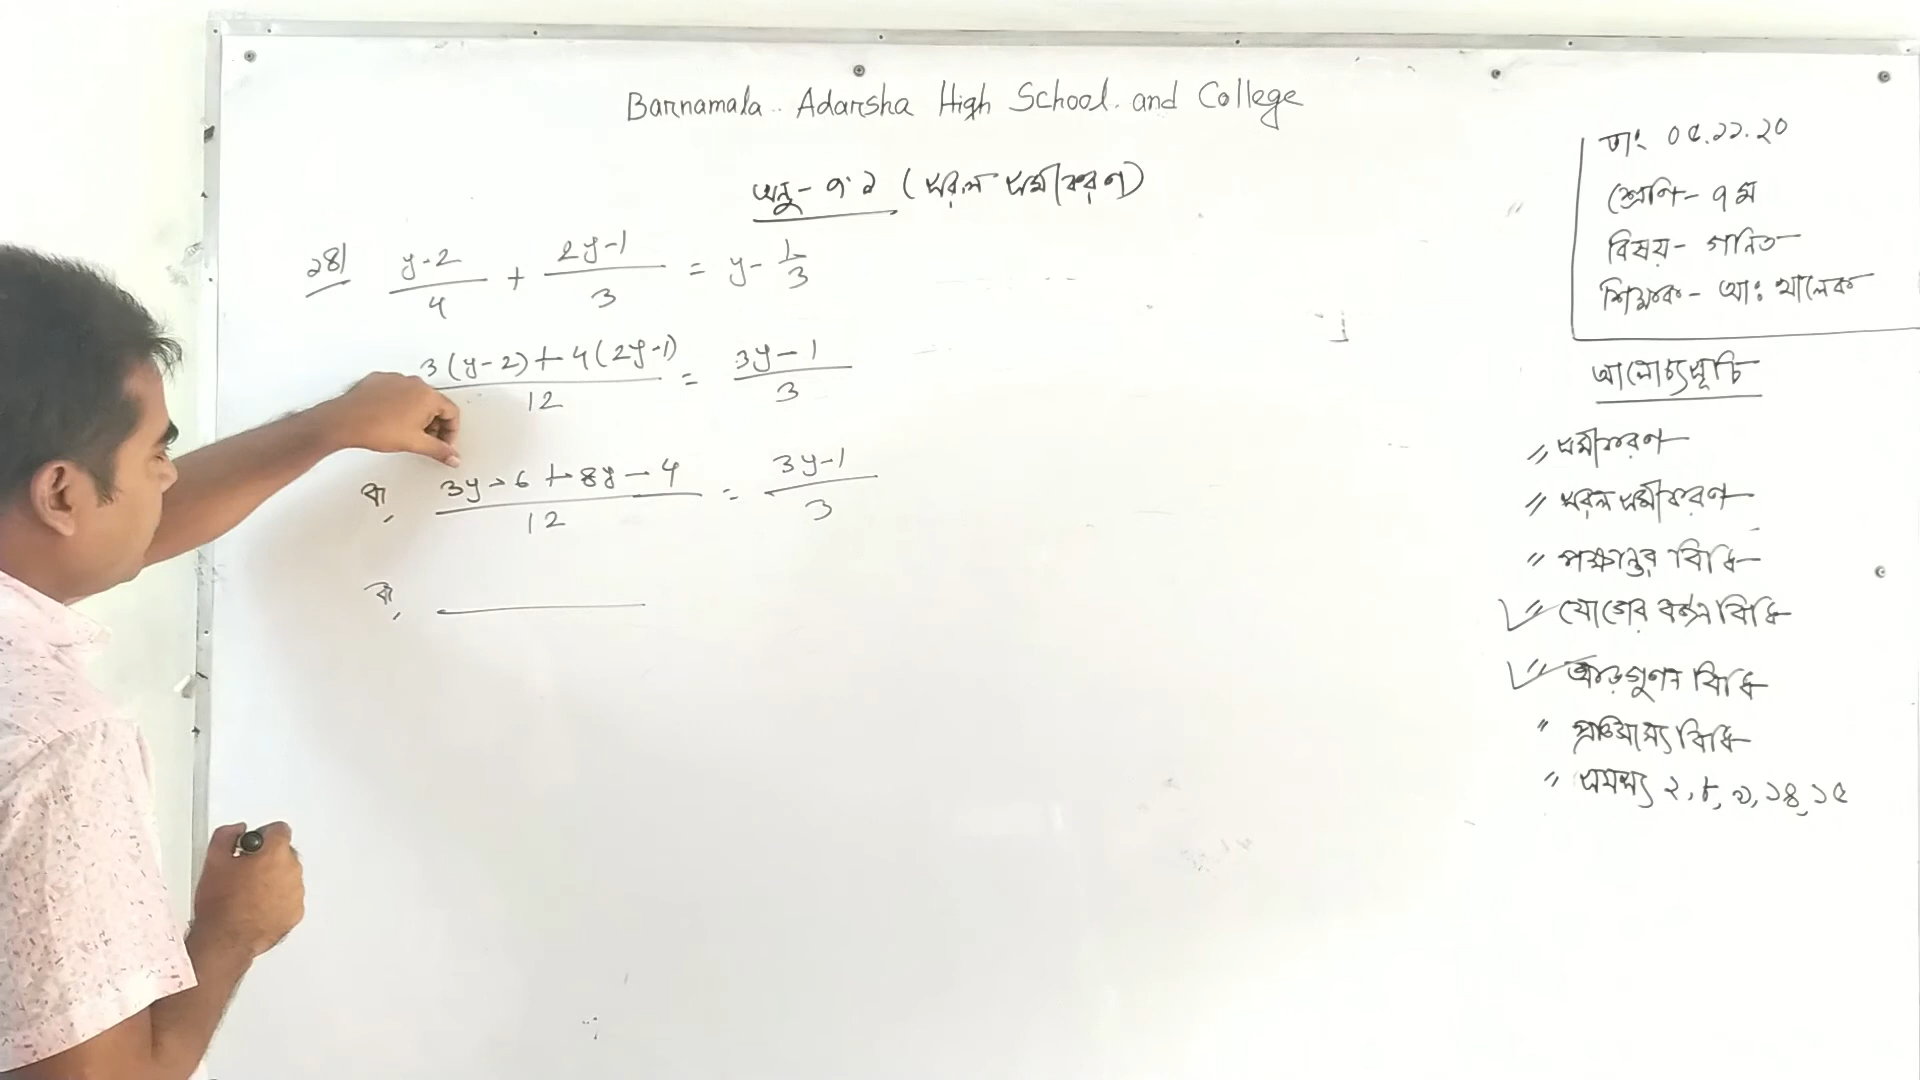 Barnamala Adarsha High School and College
অনু - ৭.১ (সরল সমীকরণ)
১৪। y-2/4 + 2y-1/3 = y - 1/3
3(y-2)+4(2y-1)/12 = 3y-1/3
বা, 3y-6+8y-4/12 = 3y-1/3
বা,
তাং ০৫.১১.২০
শ্রেণি - ৭ম
বিষয় - গনিত
শিক্ষক - আঃ খালেক
আলোচ্যসূচি
" সমীকরণ
" সরল সমীকরণ
" পক্ষান্তর বিধি
" যোগের বর্জন বিধি
" আড়গুণন বিধি
" প্রতিসাম্য বিধি
" সমস্যা ২, ৮, ৯, ১৪, ১৫